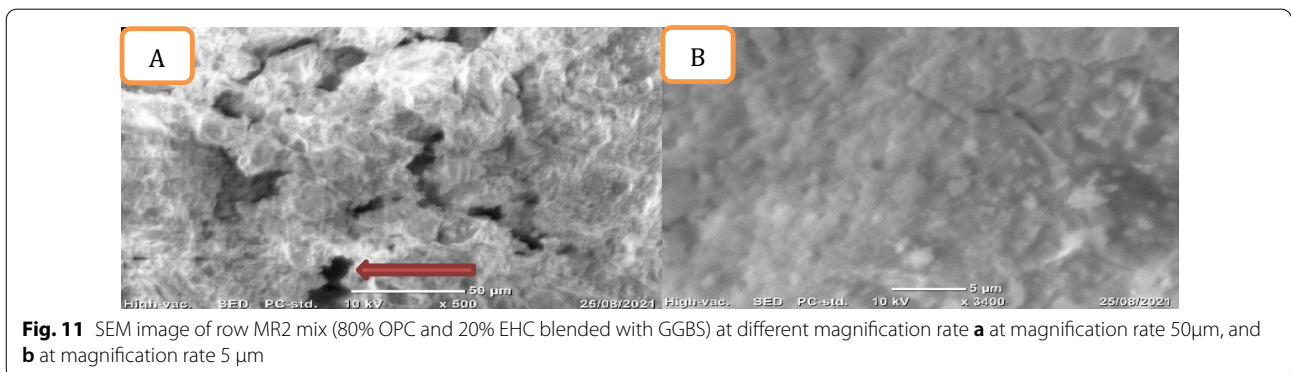 A
B
50 µm
High-vac. SED PC-std. 10 kV x 500 25/08/2021
5 µm
High-vac. SED PC-std. 10 kV x 3400 25/08/2021
Fig. 11 SEM image of row MR2 mix (80% OPC and 20% EHC blended with GGBS) at different magnification rate a at magnification rate 50µm, and
b at magnification rate 5 µm